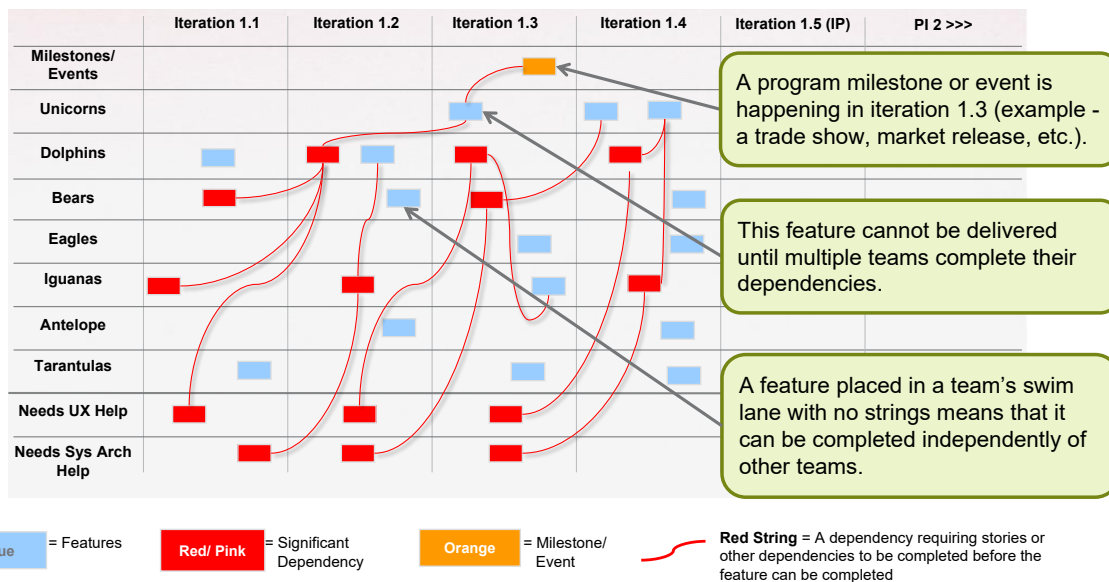 Iteration 1.1 Iteration 1.2 Iteration 1.3 Iteration 1.4 Iteration 1.5 (IP) PI 2 >>>
Milestones/
Events
Unicorns
Dolphins
Bears
Eagles
Iguanas
Antelope
Tarantulas
Needs UX Help
Needs Sys Arch
Help
A program milestone or event is
happening in iteration 1.3 (example -
a trade show, market release, etc.).
This feature cannot be delivered
until multiple teams complete their
dependencies.
A feature placed in a team’s swim
lane with no strings means that it
can be completed independently of
other teams.
ue = Features
Red/ Pink = Significant
Dependency
Orange = Milestone/
Event
Red String = A dependency requiring stories or
other dependencies to be completed before the
feature can be completed